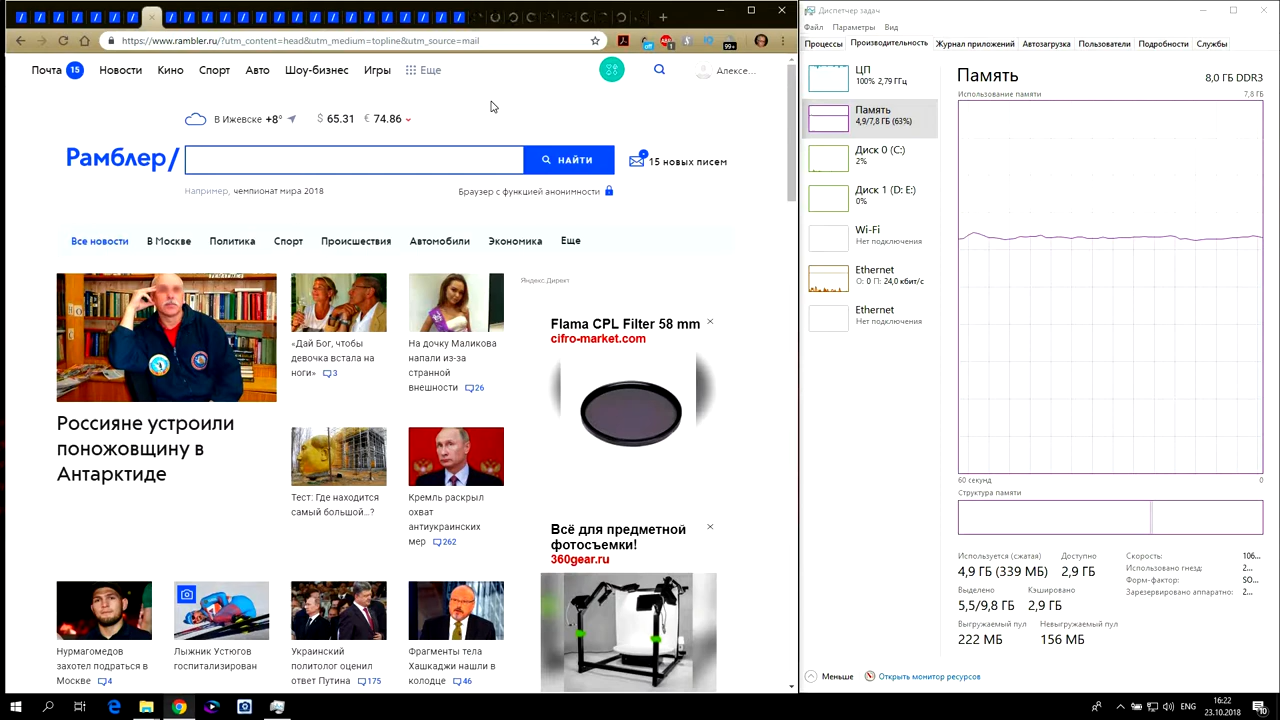 https://www.rambler.ru/?utm_content=head&utm_medium=topline&utm_source=mail
off
ABP
1
99+
Почта 15 Новости Кино Спорт Авто Шоу-бизнес Игры Еще
Алексе...
В Ижевске +8° $ 65.31 € 74.86
Рамблер/
НАЙТИ
15 новых писем
Например, чемпионат мира 2018
Браузер с функцией анонимности
Все новости В Москве Политика Спорт Происшествия Автомобили Экономика Еще
Россияне устроили
поножовщину в
Антарктиде
«Дай Бог, чтобы
девочка встала на
ноги» 3
На дочку Маликова
напали из-за
странной
внешности 26
Тест: Где находится
самый большой...?
Кремль раскрыл
охват
антиукраинских
мер 262
Яндекс.Директ
Flama CPL Filter 58 mm
cifro-market.com
Всё для предметной
фотосъемки!
360gear.ru
Нурмагомедов
захотел подраться в
Москве 4
Лыжник Устюгов
госпитализирован
Украинский
политолог оценил
ответ Путина 175
Фрагменты тела
Хашкаджи нашли в
колодце 46
Диспетчер задач
Файл Параметры Вид
Процессы Производительность Журнал приложений Автозагрузка Пользователи Подробности Службы
ЦП
100% 2,79 ГГц
Память
4,9/7,8 ГБ (63%)
Диск 0 (C:)
2%
Диск 1 (D: E:)
0%
Wi-Fi
Нет подключения
Ethernet
О: 0 П: 24,0 кбит/с
Ethernet
Нет подключения
Память 8,0 ГБ DDR3
Использование памяти 7,8 ГБ
60 секунд 0
Структура памяти
Используется (сжатая) Доступно
4,9 ГБ (339 МБ) 2,9 ГБ
Выделено Кэшировано
5,5/9,8 ГБ 2,9 ГБ
Выгружаемый пул Невыгружаемый пул
222 МБ 156 МБ
Скорость: 106...
Использовано гнезд: 2...
Форм-фактор: SO...
Зарезервировано аппаратно: 2...
Меньше Открыть монитор ресурсов
ENG
16:22
23.10.2018
10